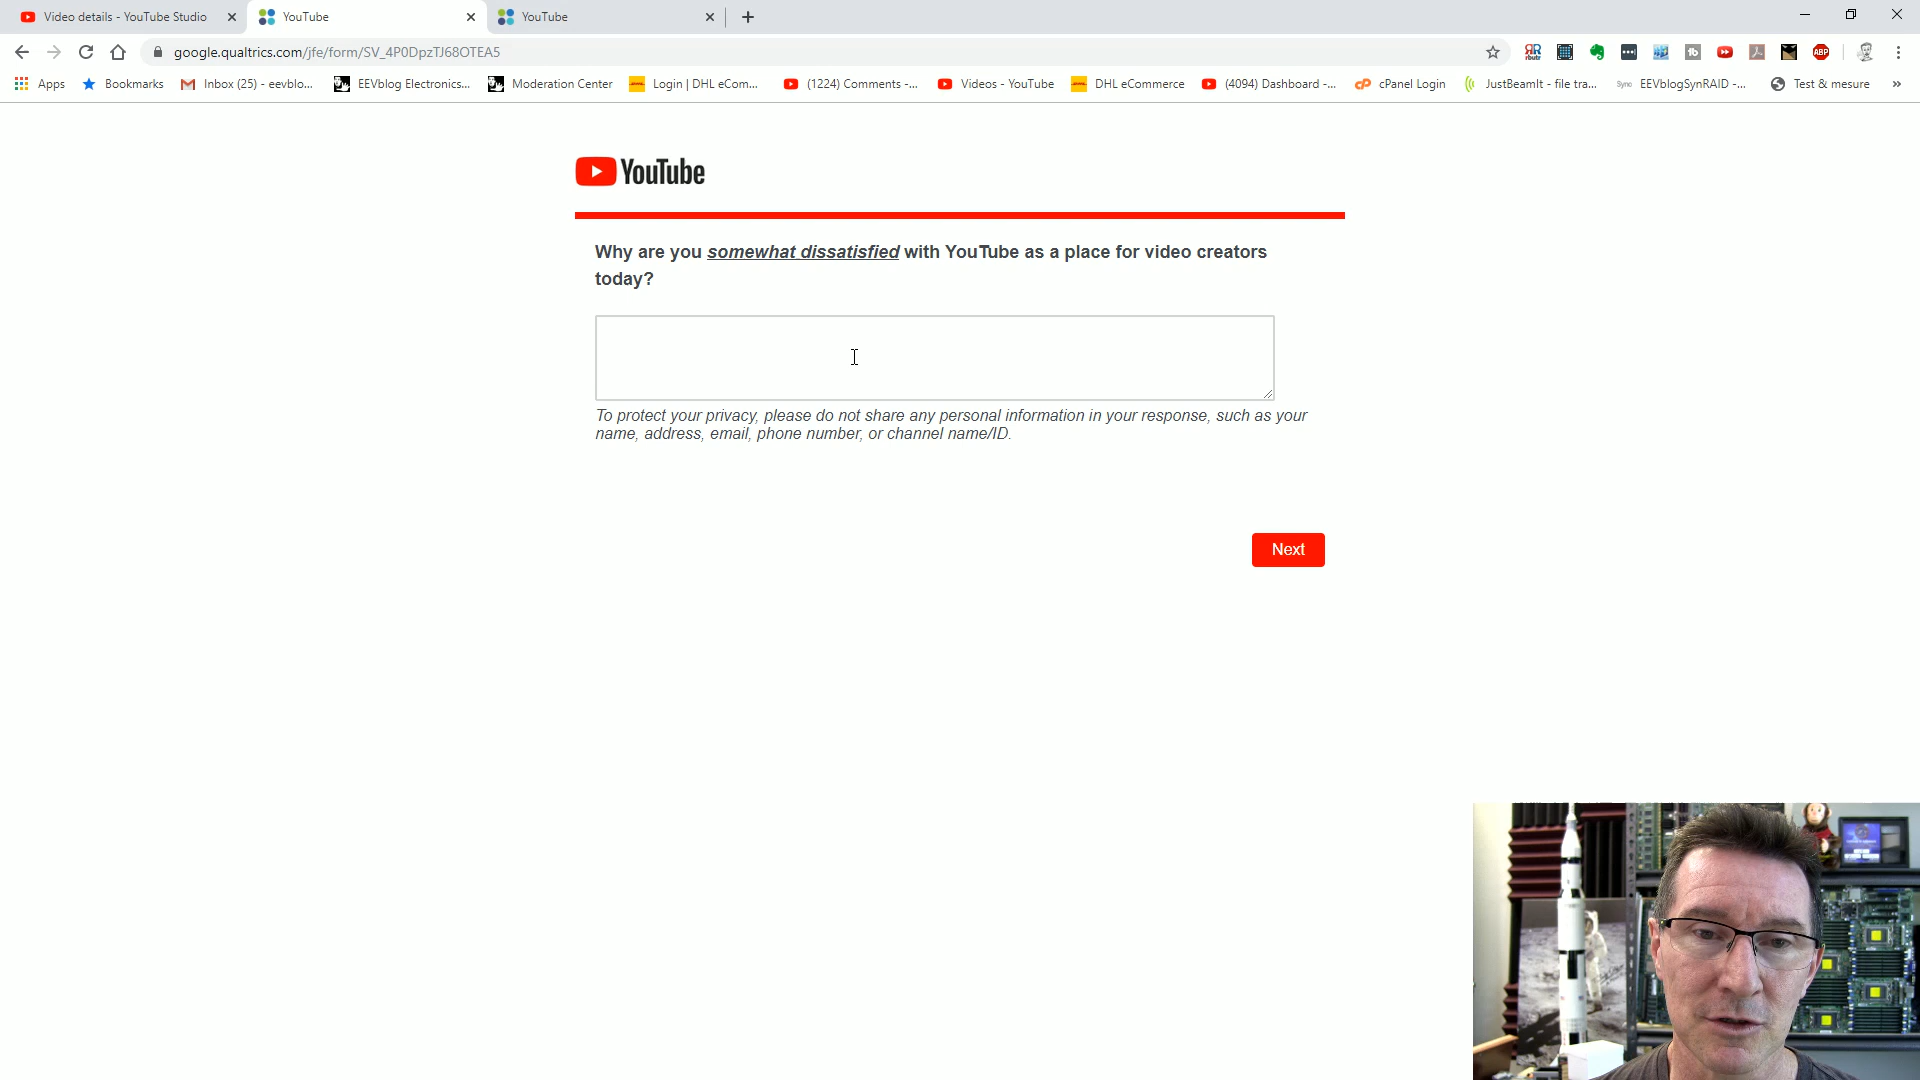 Video details - YouTube Studio
YouTube
YouTube
google.qualtrics.com/jfe/form/SV_4P0DpzTJ68OTEA5
Apps
Bookmarks
Inbox (25) - eevblo...
EEVblog Electronics...
Moderation Center
Login | DHL eCom...
(1224) Comments -...
Videos - YouTube
DHL eCommerce
(4094) Dashboard -...
cPanel Login
JustBeamIt - file tra...
EEVblogSynRAID -...
Test & mesure
YouTube
Why are you somewhat dissatisfied with YouTube as a place for video creators
today?
To protect your privacy, please do not share any personal information in your response, such as your
name, address, email, phone number, or channel name/ID.
Next